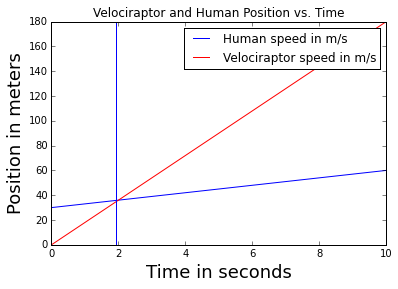 Velociraptor and Human Position vs. Time
Human speed in m/s
Velociraptor speed in m/s
Position in meters
180
160
140
120
100
80
60
40
20
0
0 2 4 6 8 10
Time in seconds